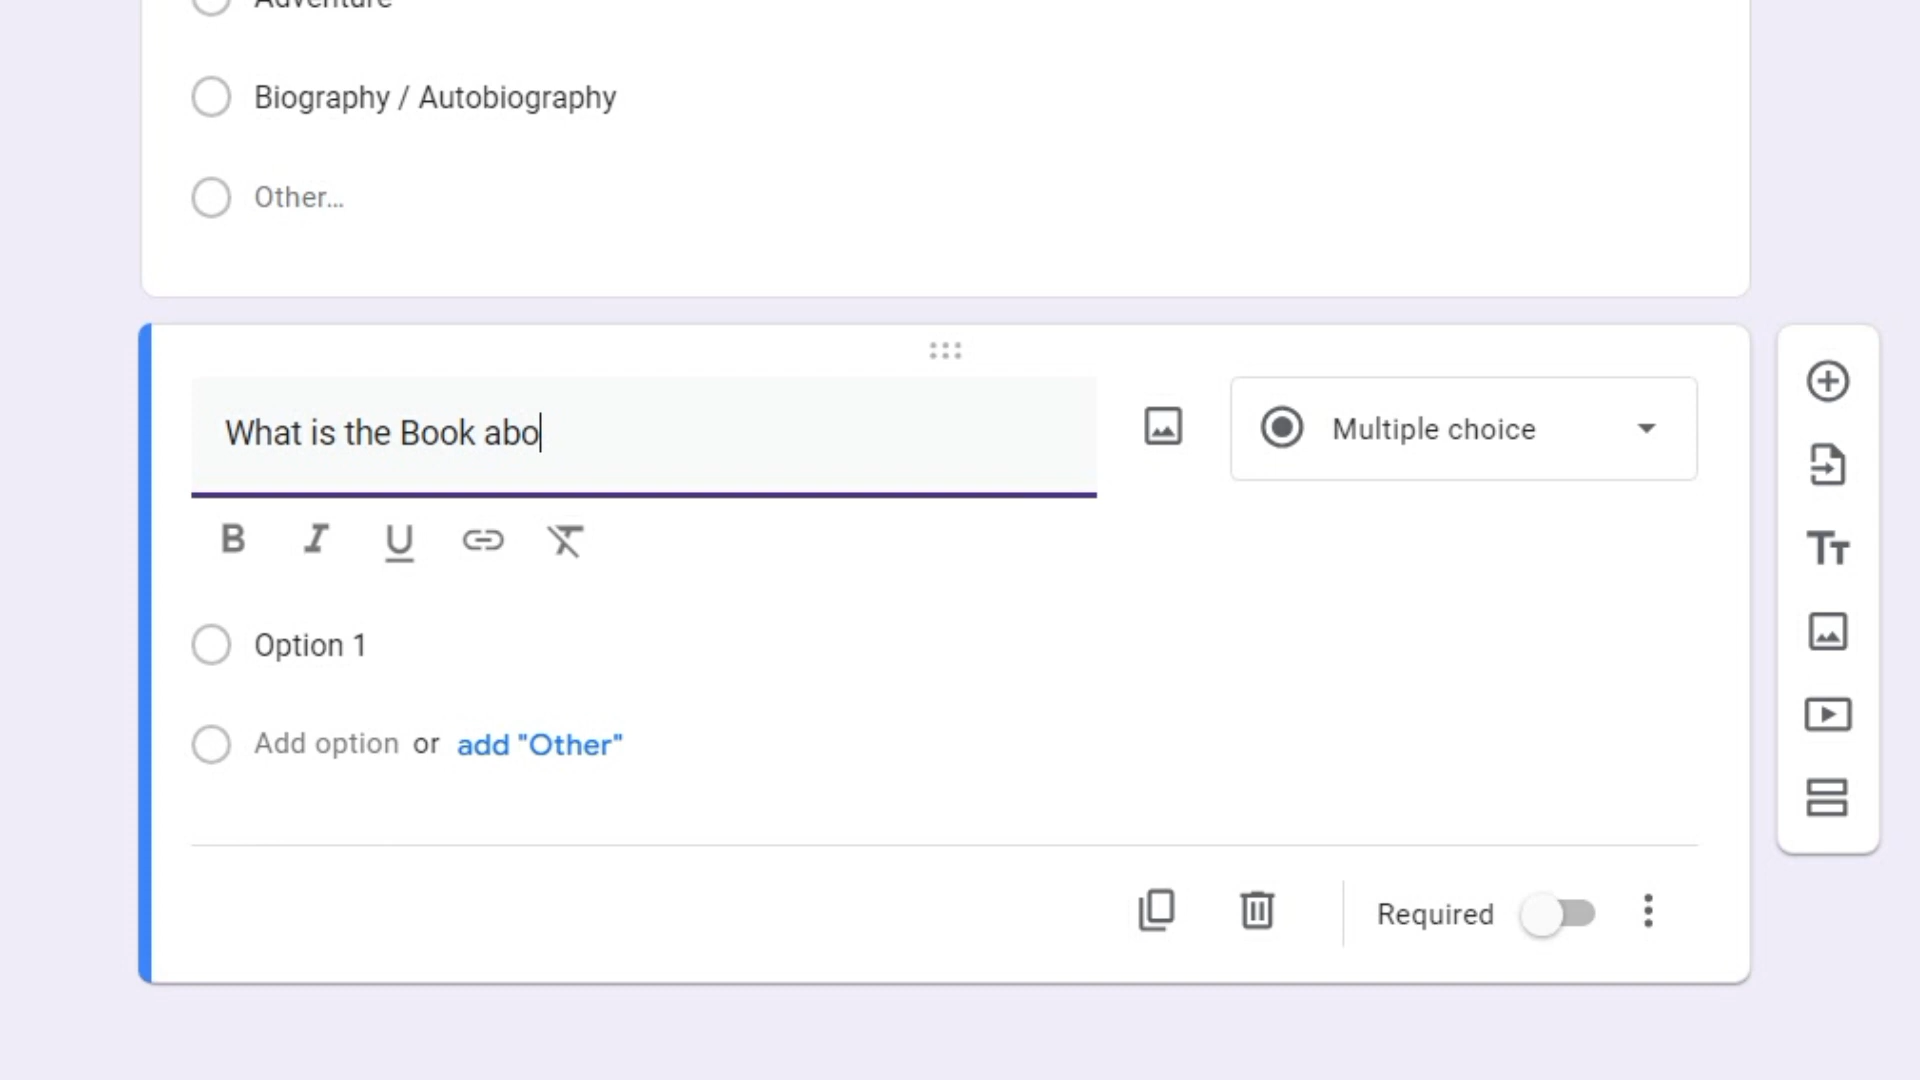 Adventure
Biography / Autobiography
Other...
What is the Book abo
Multiple choice
B I U
Option 1
Add option or add "Other"
Required